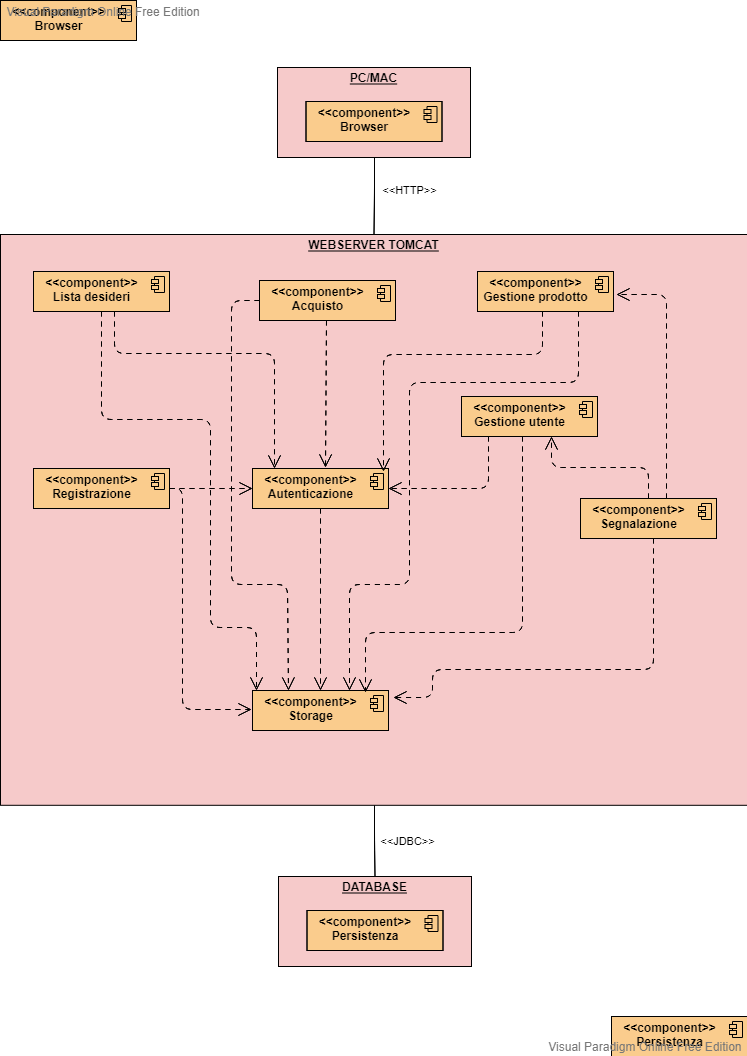 Visual Paradigm Online Free Edition
<<component>>
Browser
PC/MAC
<<component>>
Browser
<<HTTP>>
WEBSERVER TOMCAT
<<component>>
Lista desideri
<<component>>
Acquisto
<<component>>
Gestione prodotto
<<component>>
Gestione utente
<<component>>
Registrazione
<<component>>
Autenticazione
<<component>>
Segnalazione
<<component>>
Storage
<<JDBC>>
DATABASE
<<component>>
Persistenza
<<component>>
Persistenza
Visual Paradigm Online Free Edition